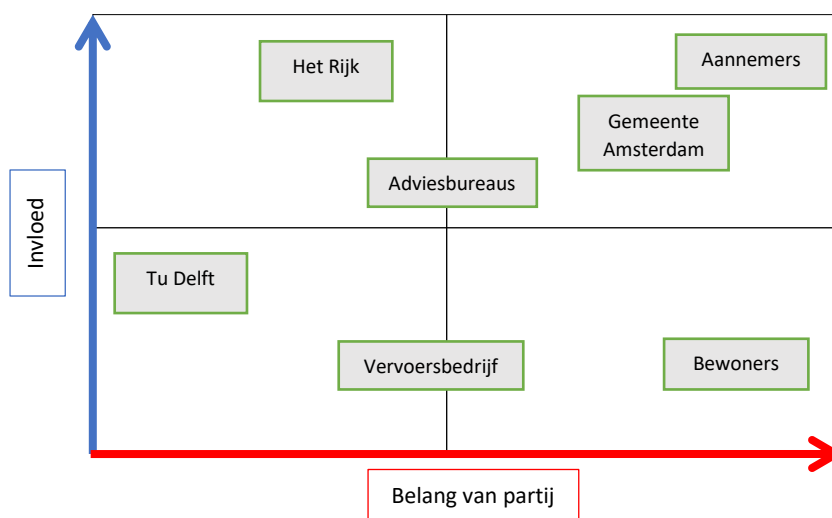 Het Rijk
Aannemers
Gemeente
Amsterdam
Adviesbureaus
Invloed
Tu Delft
Vervoersbedrijf
Bewoners
Belang van partij